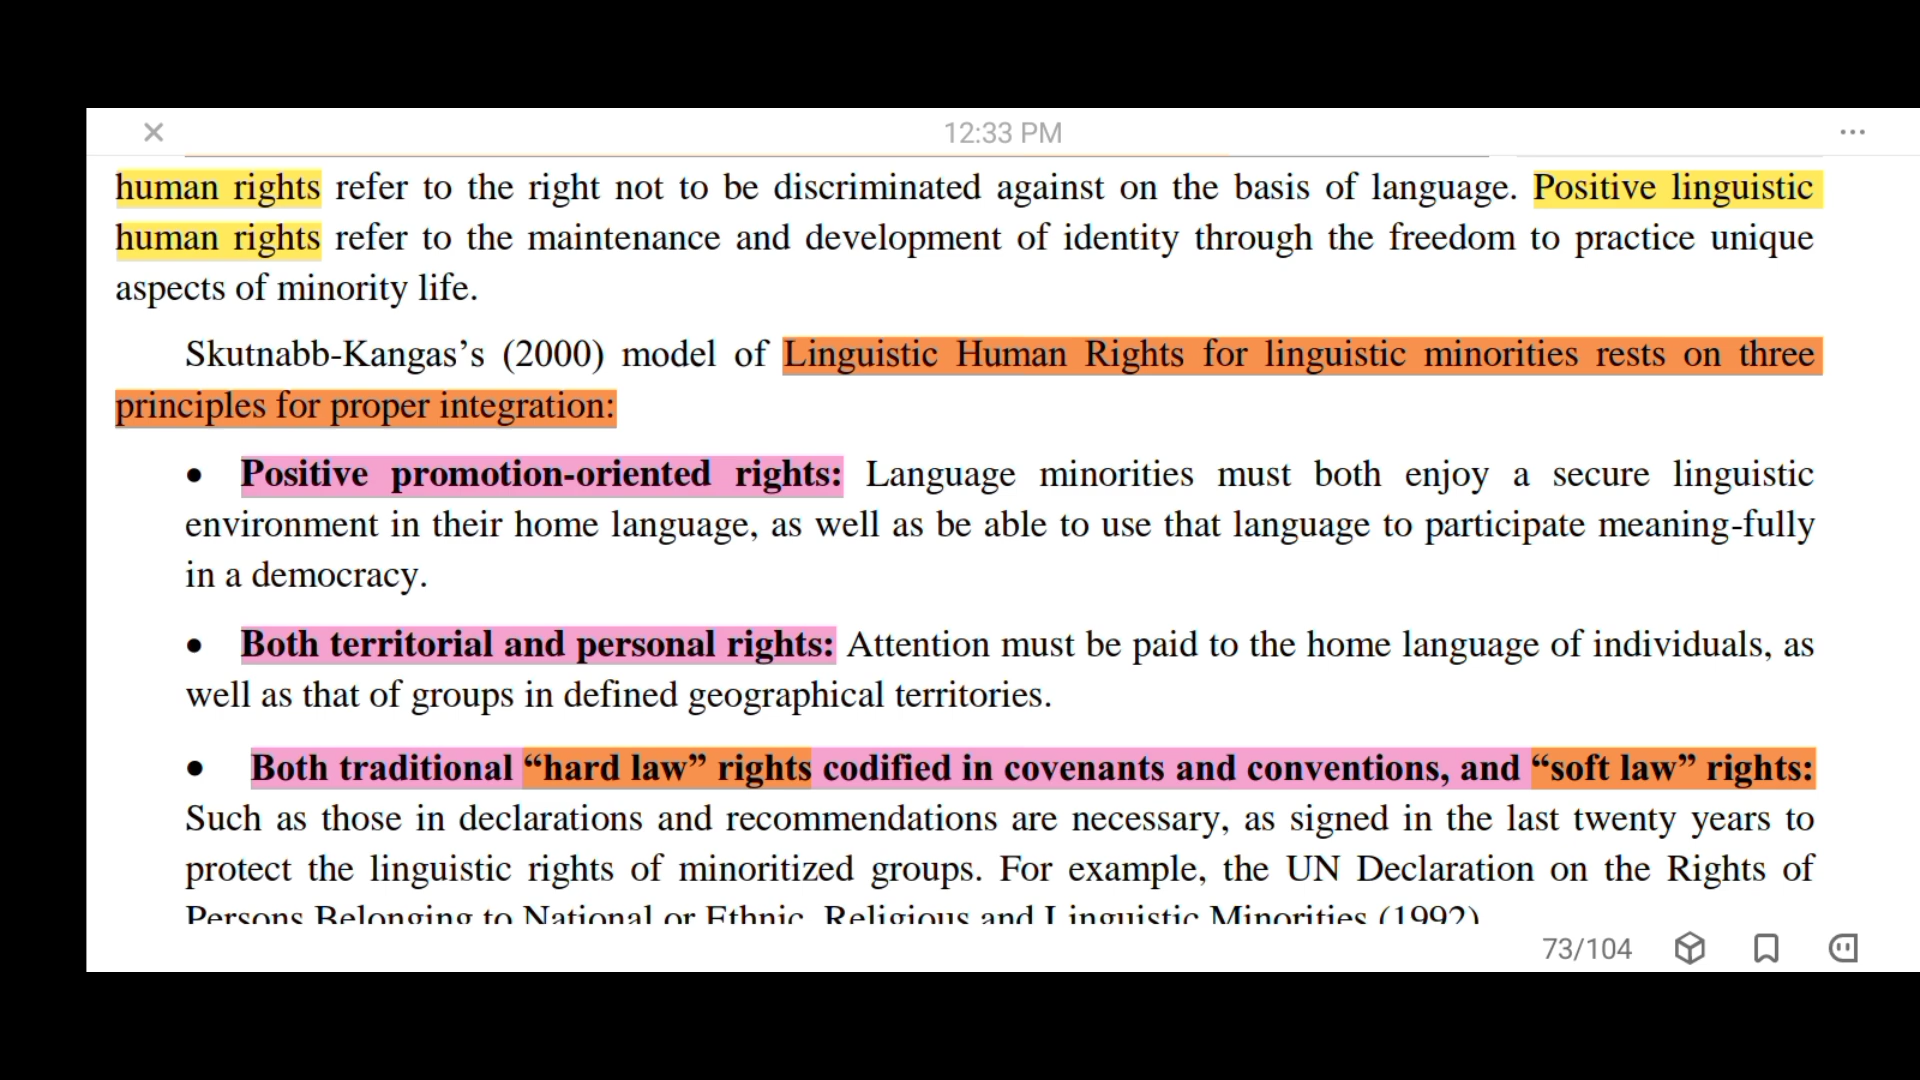 12:33 PM
human rights refer to the right not to be discriminated against on the basis of language. Positive linguistic
human rights refer to the maintenance and development of identity through the freedom to practice unique
aspects of minority life.
Skutnabb-Kangas’s (2000) model of Linguistic Human Rights for linguistic minorities rests on three
principles for proper integration:
● Positive promotion-oriented rights: Language minorities must both enjoy a secure linguistic
environment in their home language, as well as be able to use that language to participate meaning-fully
in a democracy.
● Both territorial and personal rights: Attention must be paid to the home language of individuals, as
well as that of groups in defined geographical territories.
● Both traditional “hard law” rights codified in covenants and conventions, and “soft law” rights:
Such as those in declarations and recommendations are necessary, as signed in the last twenty years to
protect the linguistic rights of minoritized groups. For example, the UN Declaration on the Rights of
Persons Belonging to National or Ethnic, Religious and Linguistic Minorities (1992)
73/104